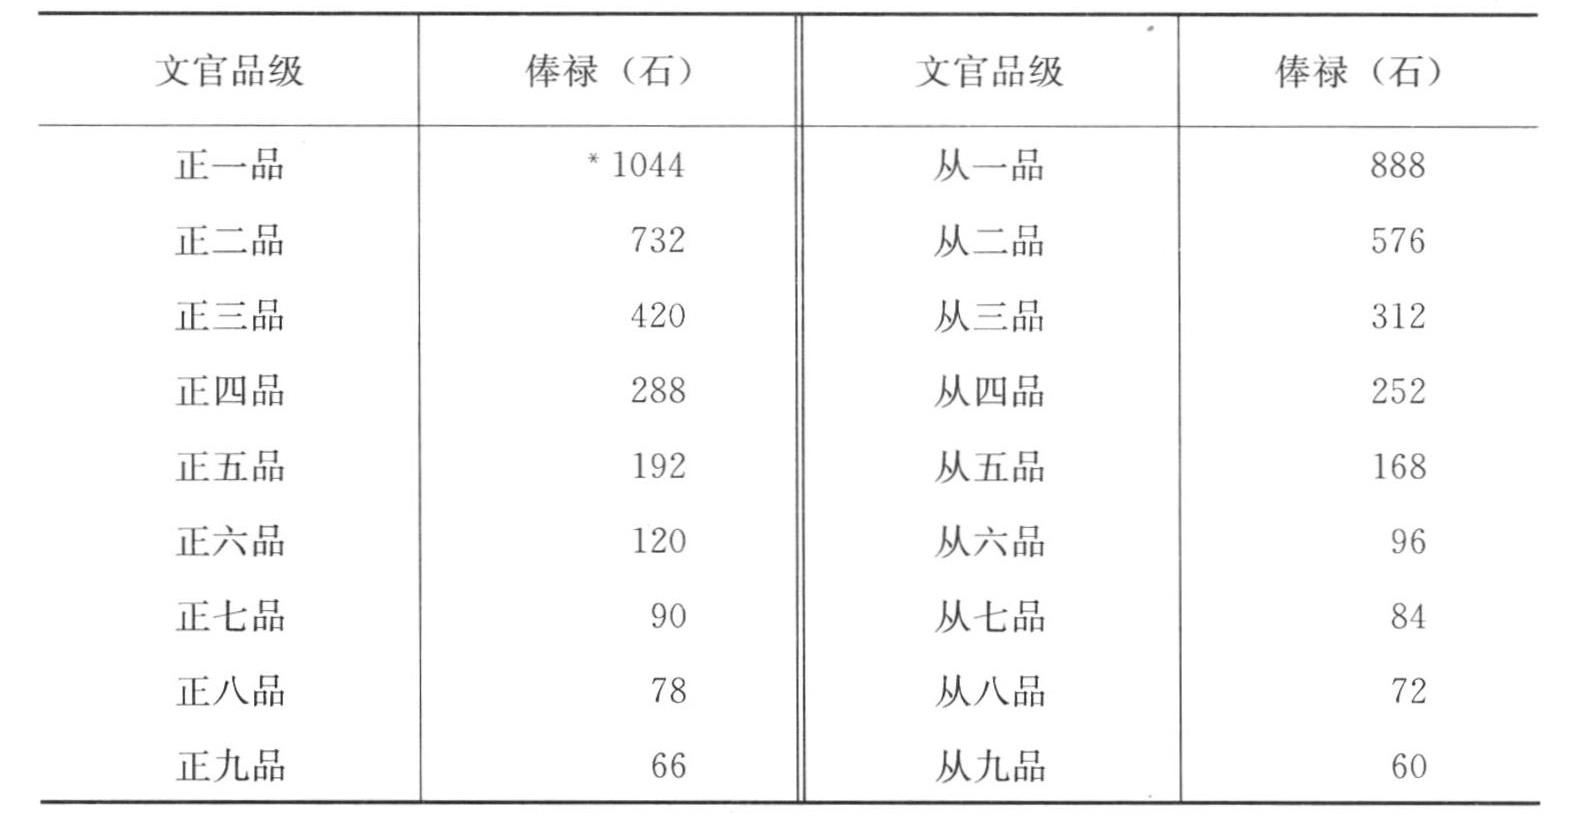 文官品级 俸禄（石） 文官品级 俸禄（石）
正一品 *1044 从一品 888
正二品 732 从二品 576
正三品 420 从三品 312
正四品 288 从四品 252
正五品 192 从五品 168
正六品 120 从六品 96
正七品 90 从七品 84
正八品 78 从八品 72
正九品 66 从九品 60